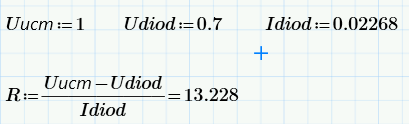 Uucm:=1 Udiod:=0.7 Idiod:=0.02268
R:=(Uucm−Udiod)/Idiod=13.228